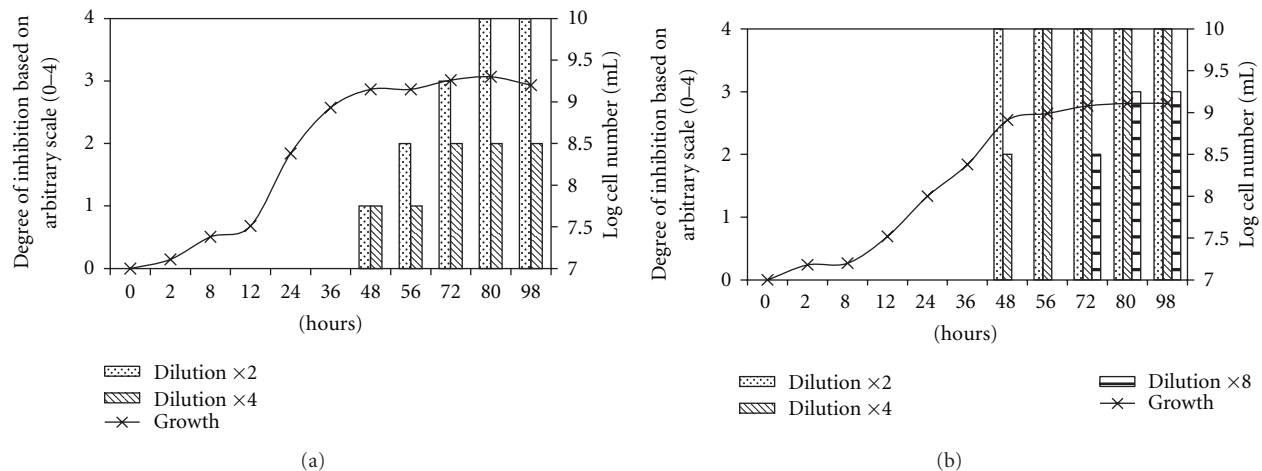 Degree of inhibition based on
arbitrary scale (0–4)
4
3
2
1
0
10
9.5
9
8.5
8
7.5
7
Log cell number (mL)
0 2 8 12 24 36 48 56 72 80 98
(hours)
Dilution ×2
Dilution ×4
Growth
(a)
Degree of inhibition based on
arbitrary scale (0–4)
4
3
2
1
0
10
9.5
9
8.5
8
7.5
7
Log cell number (mL)
0 2 8 12 24 36 48 56 72 80 98
(hours)
Dilution ×2
Dilution ×4
Dilution ×8
Growth
(b)